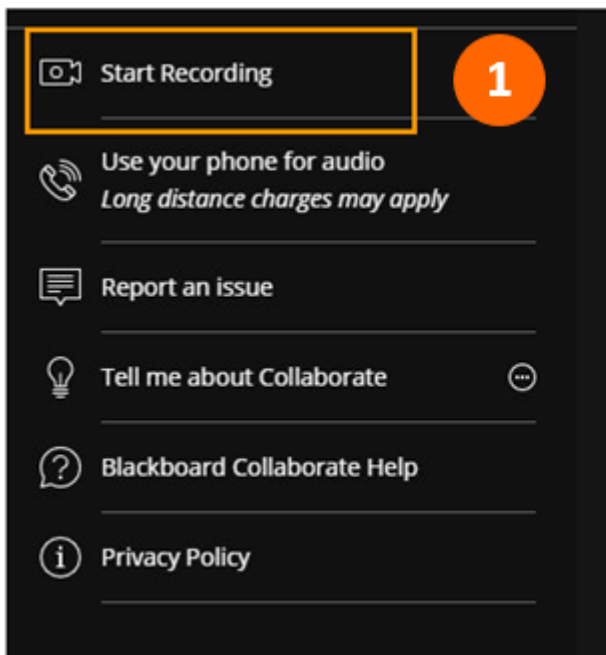 Start Recording
1
Use your phone for audio
Long distance charges may apply
Report an issue
Tell me about Collaborate
Blackboard Collaborate Help
Privacy Policy